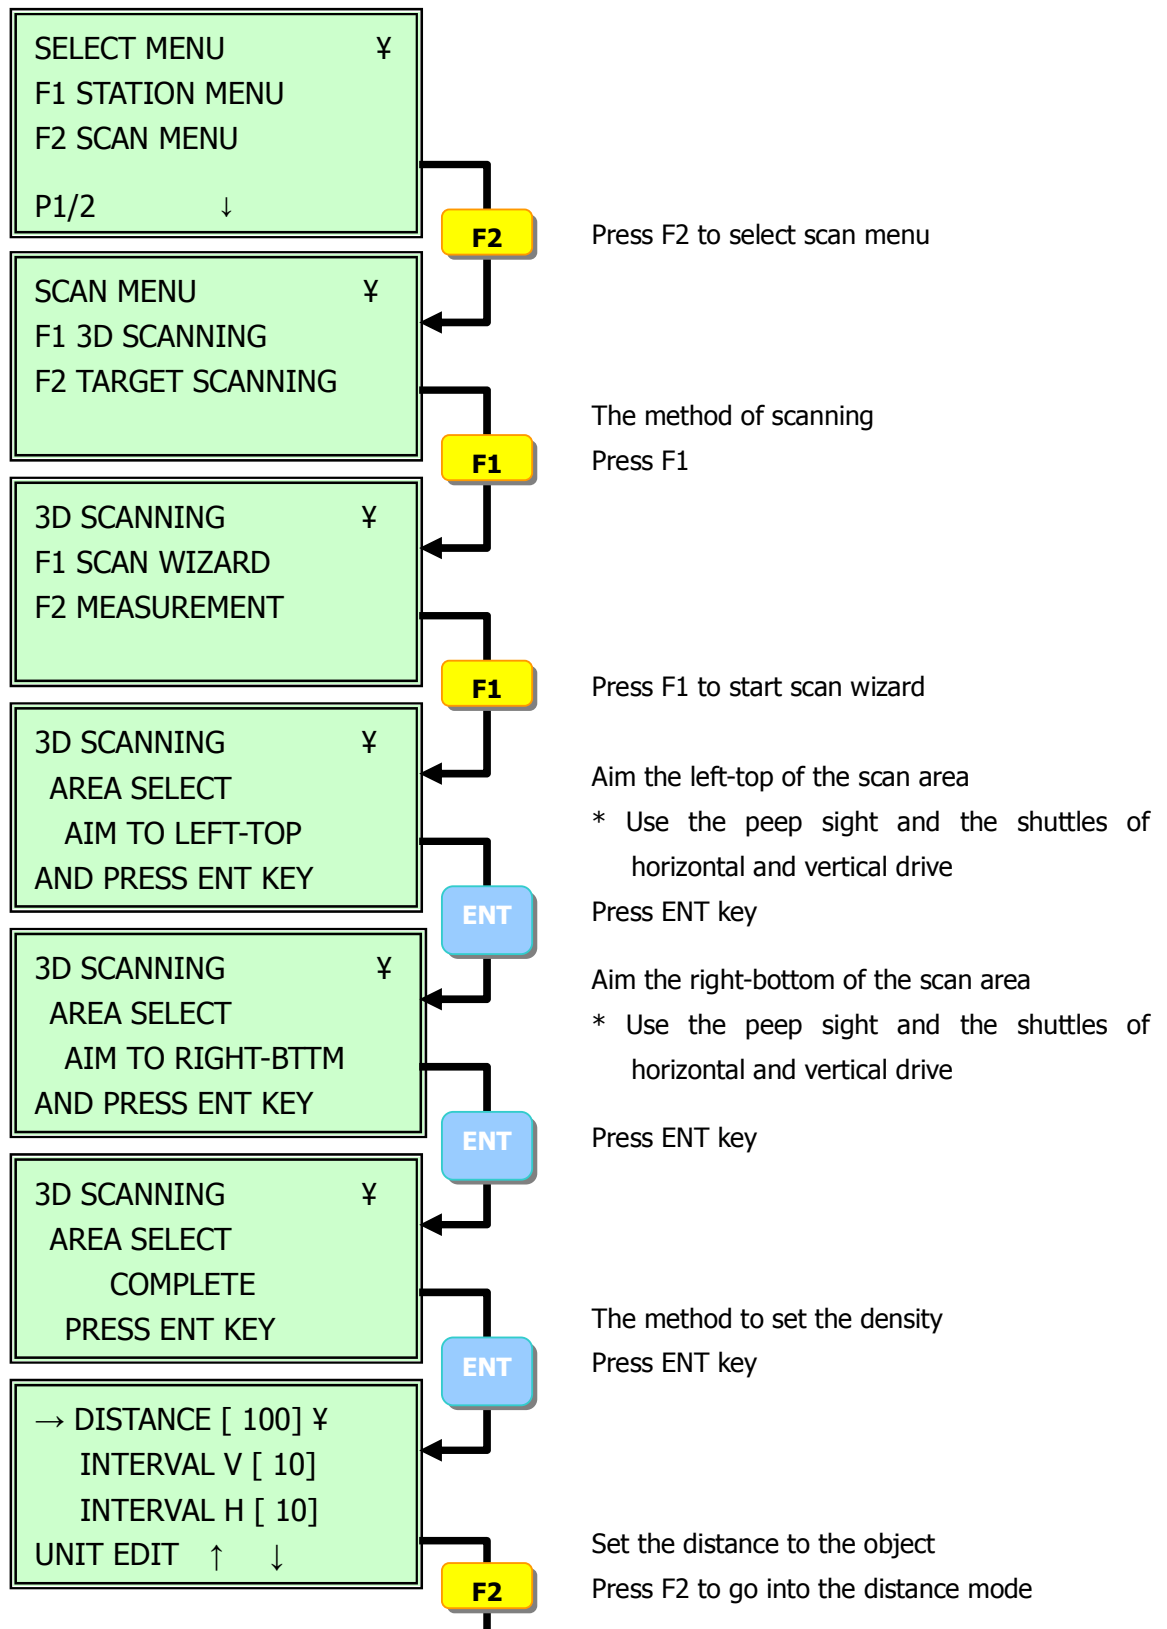 SELECT MENU ¥
F1 STATION MENU
F2 SCAN MENU
P1/2 ↓
F2
Press F2 to select scan menu
SCAN MENU ¥
F1 3D SCANNING
F2 TARGET SCANNING
F1
The method of scanning
Press F1
3D SCANNING ¥
F1 SCAN WIZARD
F2 MEASUREMENT
F1
Press F1 to start scan wizard
3D SCANNING ¥
AREA SELECT
AIM TO LEFT-TOP
AND PRESS ENT KEY
ENT
Aim the left-top of the scan area
* Use the peep sight and the shuttles of
horizontal and vertical drive
Press ENT key
3D SCANNING ¥
AREA SELECT
AIM TO RIGHT-BTTM
AND PRESS ENT KEY
ENT
Aim the right-bottom of the scan area
* Use the peep sight and the shuttles of
horizontal and vertical drive
Press ENT key
3D SCANNING ¥
AREA SELECT
COMPLETE
PRESS ENT KEY
ENT
The method to set the density
Press ENT key
→ DISTANCE [ 100] ¥
INTERVAL V [ 10]
INTERVAL H [ 10]
UNIT EDIT ↑ ↓
F2
Set the distance to the object
Press F2 to go into the distance mode